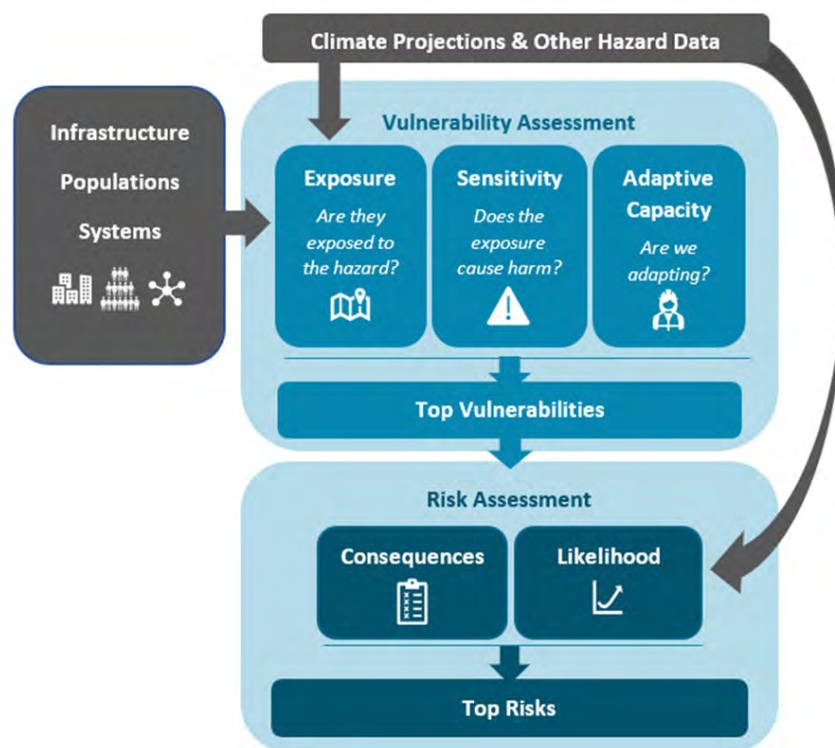 Climate Projections & Other Hazard Data
Infrastructure
Populations
Systems
Vulnerability Assessment
Exposure
Are they
exposed to
the hazard?
Sensitivity
Does the
exposure
cause harm?
Adaptive
Capacity
Are we
adapting?
Top Vulnerabilities
Risk Assessment
Consequences
Likelihood
Top Risks